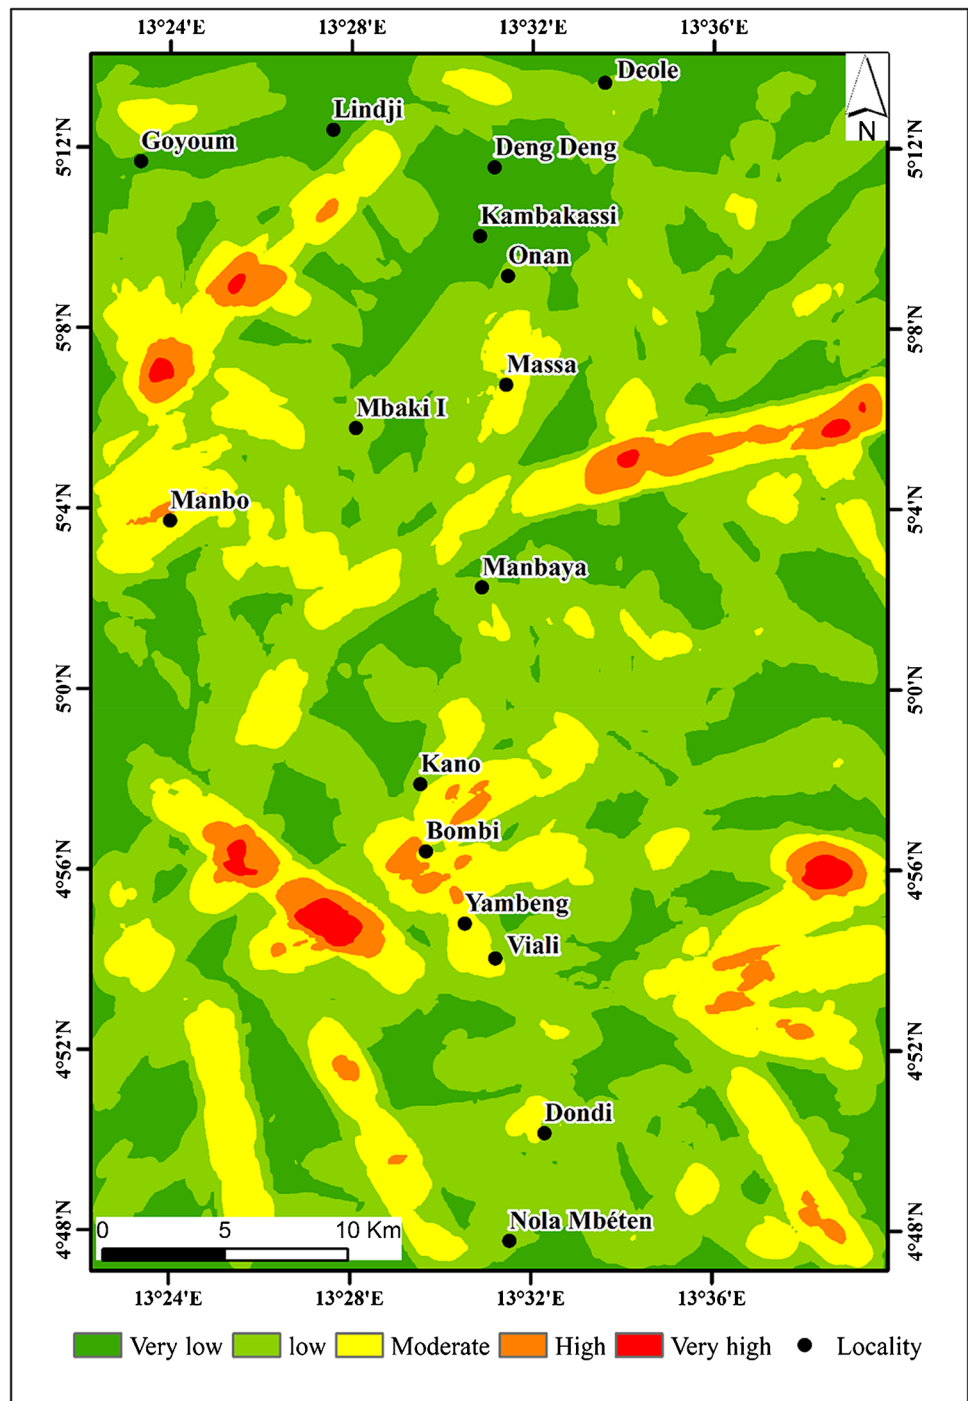 13°24'E 13°28'E 13°32'E 13°36'E
Deole
Lindji
Goyoum
Deng Deng
N
5°12'N 5°12'N
Kambakassi
Onan
5°8'N 5°8'N
Massa
Mbaki I
Manbo
5°4'N 5°4'N
Manbaya
5°0'N 5°0'N
Kano
Bombi
4°56'N 4°56'N
Yambeng
Viali
4°52'N 4°52'N
Dondi
Nola Mbéten
4°48'N 4°48'N
0 5 10 Km
13°24'E 13°28'E 13°32'E 13°36'E
Very low low Moderate High Very high Locality